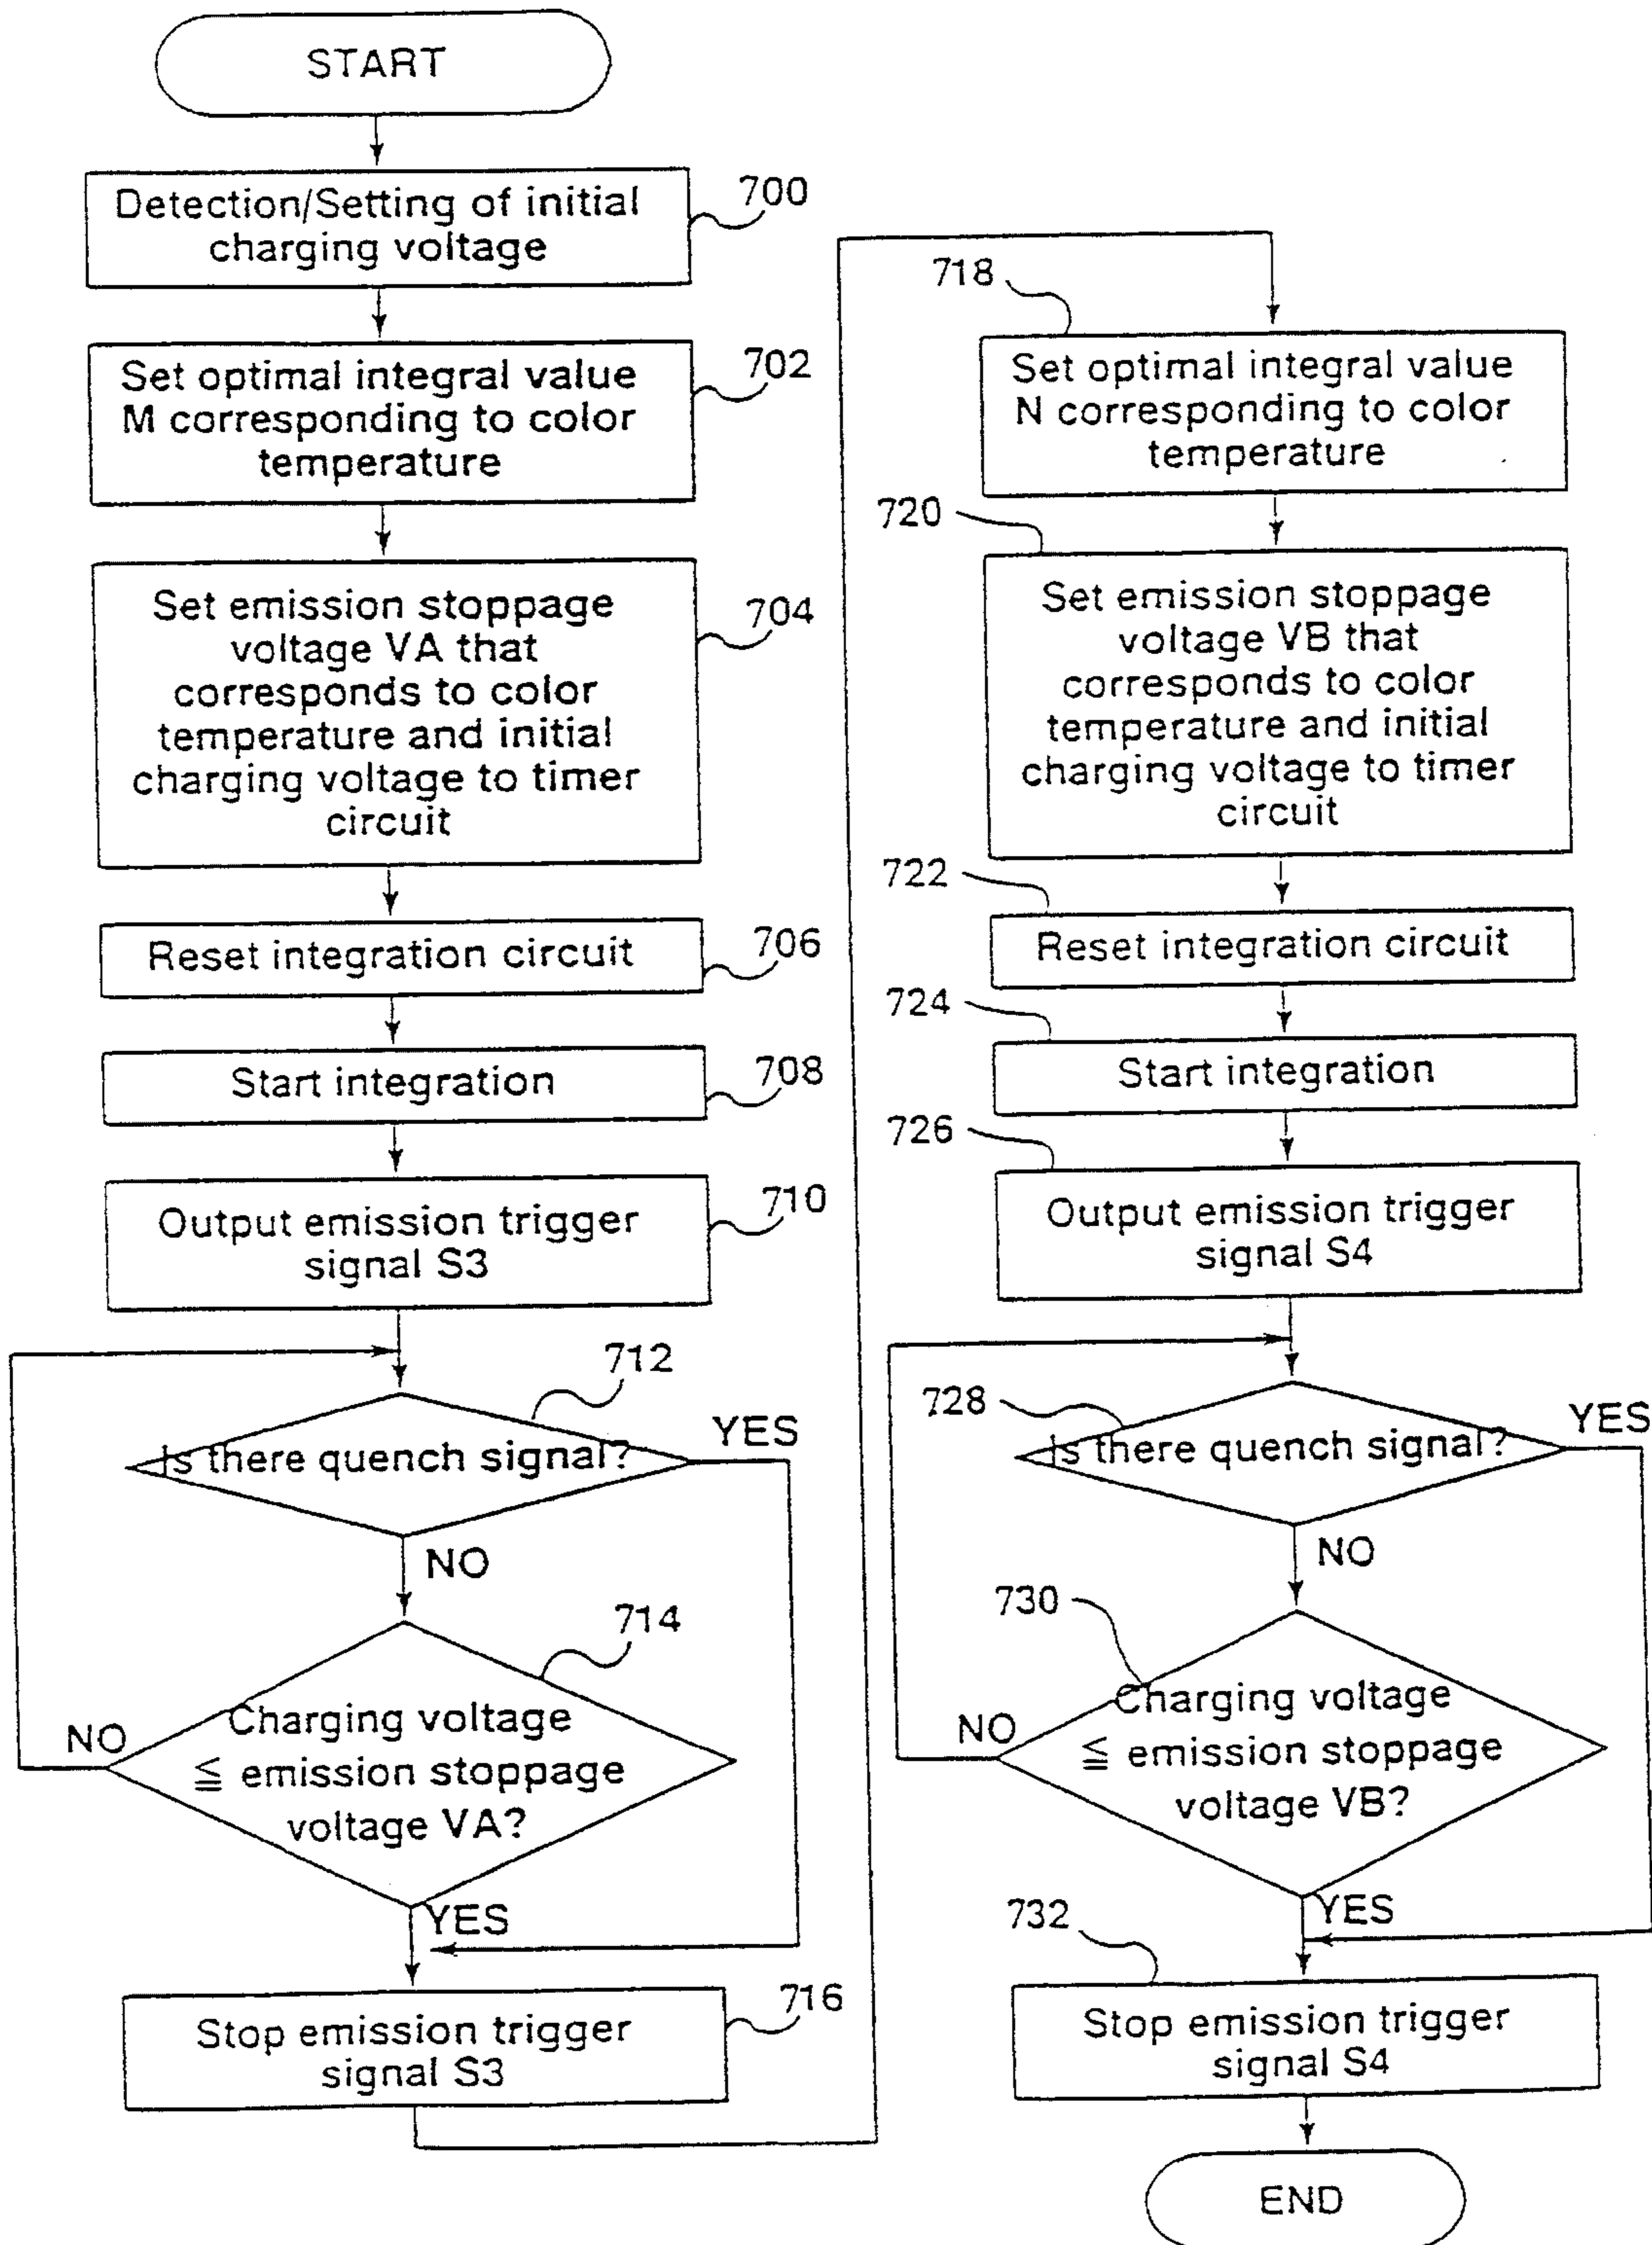 START
Detection/Setting of initial
charging voltage
700
Set optimal integral value
M corresponding to color
temperature
702
Set emission stoppage
voltage VA that
corresponds to color
temperature and initial
charging voltage to timer
circuit
704
Reset integration circuit
706
Start integration
708
Output emission trigger
signal S3
710
712
Is there quench signal?
YES
NO
714
Charging voltage
≦ emission stoppage
voltage VA?
NO
YES
Stop emission trigger
signal S3
716
718
Set optimal integral value
N corresponding to color
temperature
720
Set emission stoppage
voltage VB that
corresponds to color
temperature and initial
charging voltage to timer
circuit
722
Reset integration circuit
724
Start integration
726
Output emission trigger
signal S4
728
Is there quench signal?
YES
NO
730
Charging voltage
≦ emission stoppage
voltage VB?
NO
YES
732
Stop emission trigger
signal S4
END